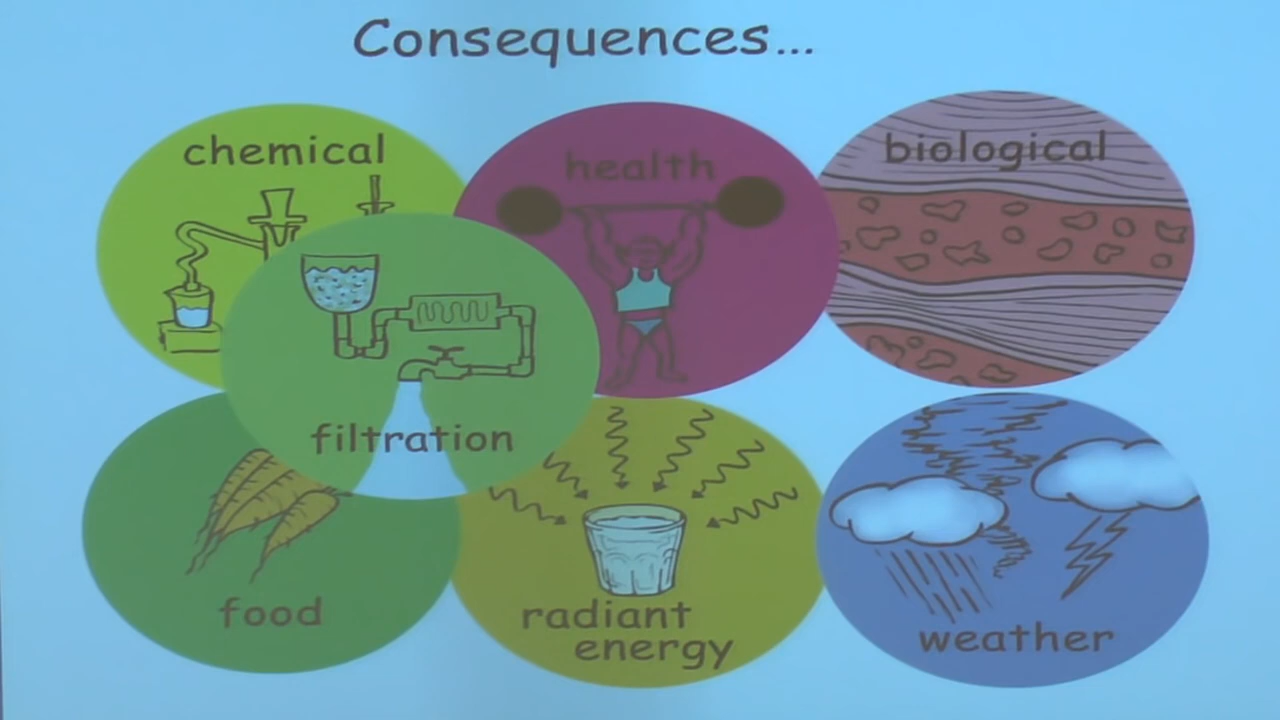 Consequences...
chemical
health
biological
filtration
food
radiant
energy
weather